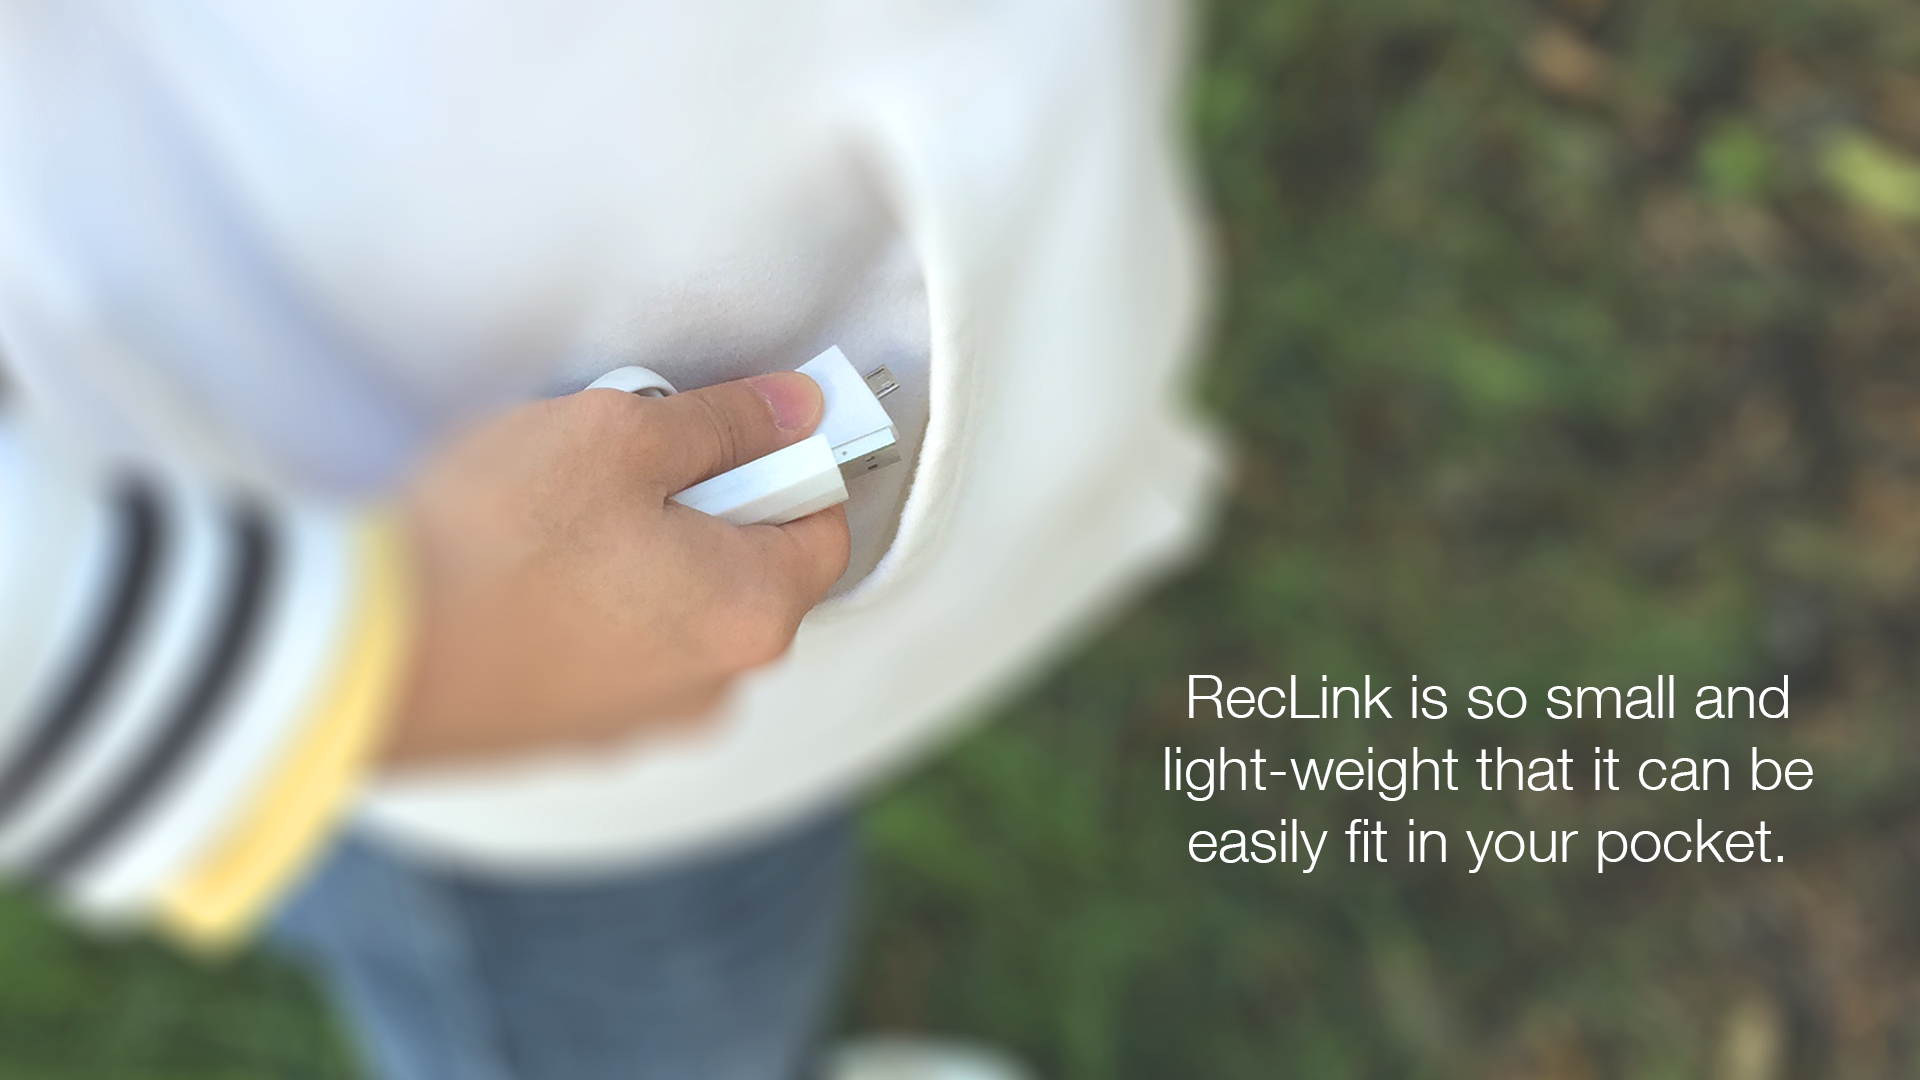 RecLink is so small and
light-weight that it can be
easily fit in your pocket.